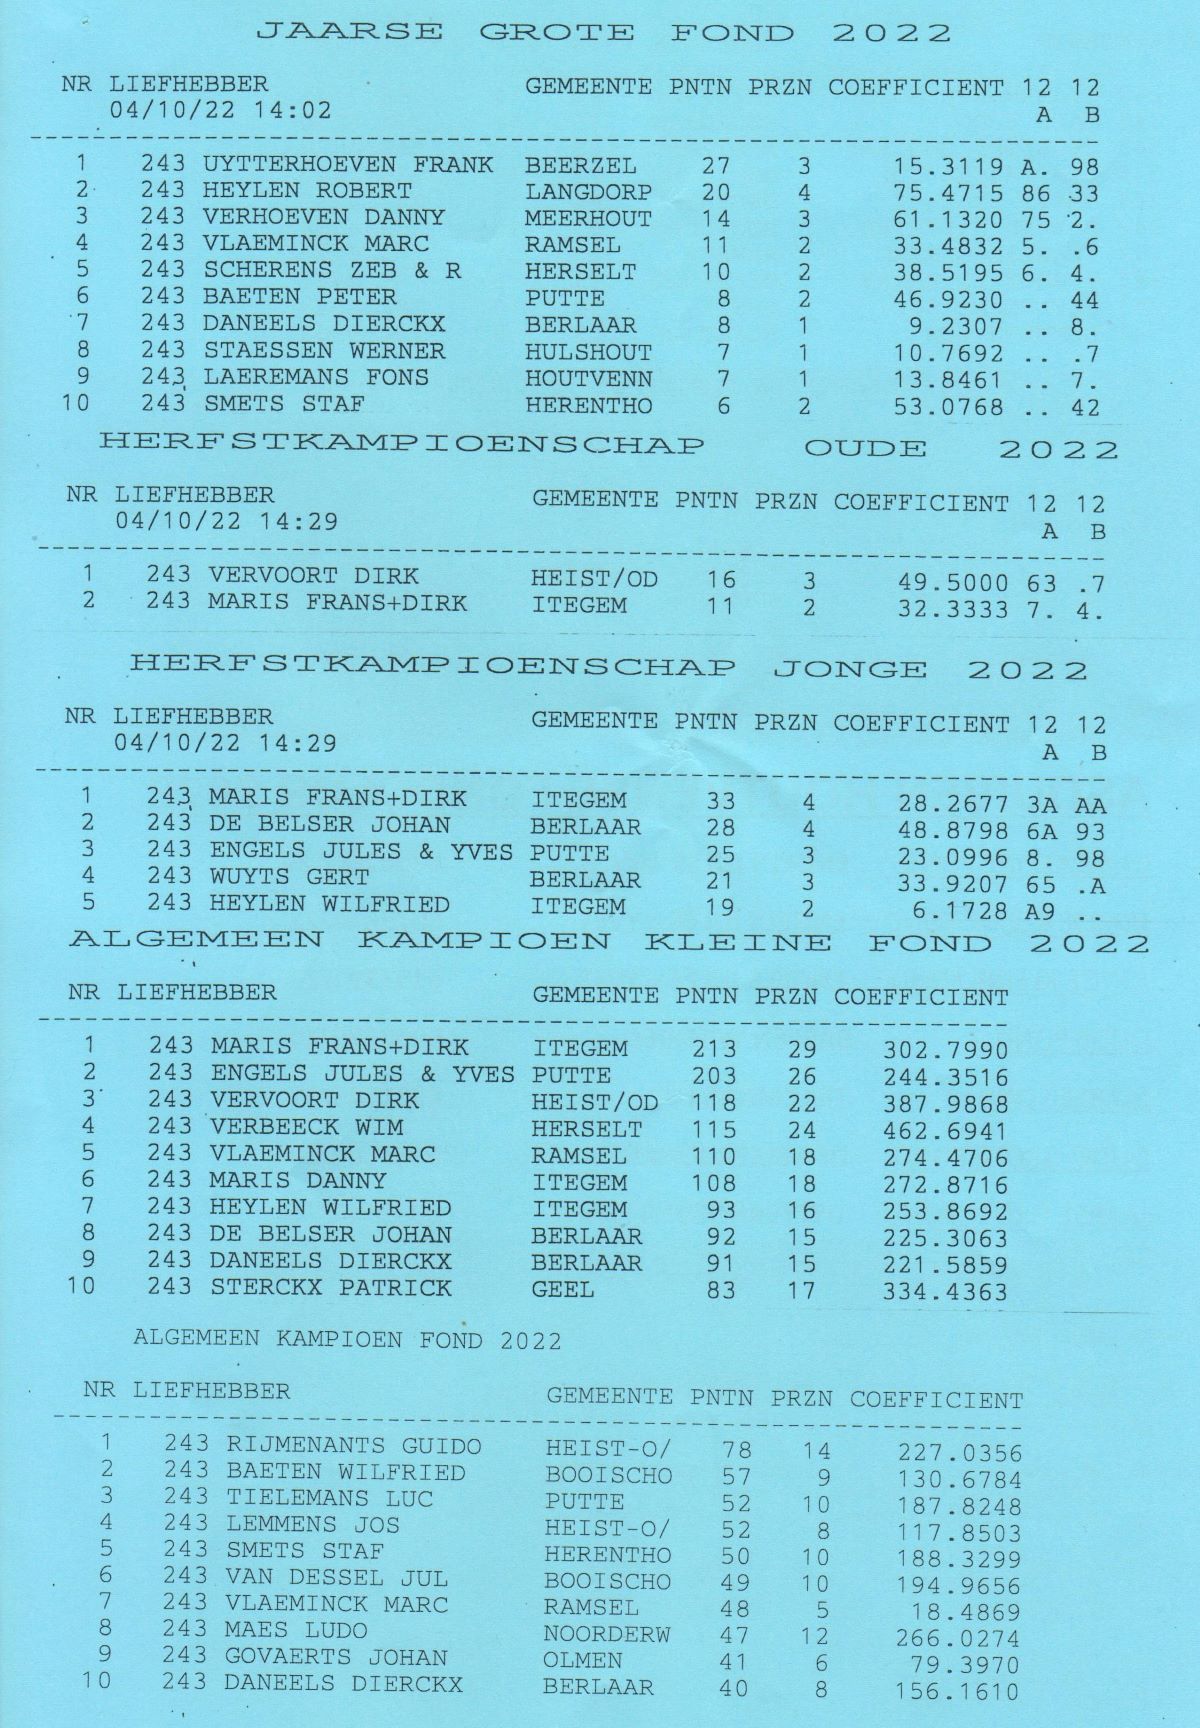 JAARSE GROTE FOND 2022
NR LIEFHEBBER GEMEENTE PNTN PRZN COEFFICIENT 12 12
04/10/22 14:02 A B
1 243 UYTTERHOEVEN FRANK BEERZEL 27 3 15.3119 A. 98
2 243 HEYLEN ROBERT LANGDORP 20 4 75.4715 86 33
3 243 VERHOEVEN DANNY MEERHOUT 14 3 61.1320 75 2.
4 243 VLAEMINCK MARC RAMSEL 11 2 33.4832 5. .6
5 243 SCHERENS ZEB & R HERSELT 10 2 38.5195 6. 4.
6 243 BAETEN PETER PUTTE 8 2 46.9230 .. 44
7 243 DANEELS DIERCKX BERLAAR 8 1 9.2307 .. 8.
8 243 STAESSEN WERNER HULSHOUT 7 1 10.7692 .. .7
9 243 LAEREMANS FONS HOUTVENN 7 1 13.8461 .. 7.
10 243 SMETS STAF HERENTHO 6 2 53.0768 .. 42
HERFSTKAMPIOENSCHAP OUDE 2022
NR LIEFHEBBER GEMEENTE PNTN PRZN COEFFICIENT 12 12
04/10/22 14:29 A B
1 243 VERVOORT DIRK HEIST/OD 16 3 49.5000 63 .7
2 243 MARIS FRANS+DIRK ITEGEM 11 2 32.3333 7. 4.
HERFSTKAMPIOENSCHAP JONGE 2022
NR LIEFHEBBER GEMEENTE PNTN PRZN COEFFICIENT 12 12
04/10/22 14:29 A B
1 243 MARIS FRANS+DIRK ITEGEM 33 4 28.2677 3A AA
2 243 DE BELSER JOHAN BERLAAR 28 4 48.8798 6A 93
3 243 ENGELS JULES & YVES PUTTE 25 3 23.0996 8. 98
4 243 WUYTS GERT BERLAAR 21 3 33.9207 65 .A
5 243 HEYLEN WILFRIED ITEGEM 19 2 6.1728 A9 ..
ALGEMEEN KAMPIOEN KLEINE FOND 2022
NR LIEFHEBBER GEMEENTE PNTN PRZN COEFFICIENT
1 243 MARIS FRANS+DIRK ITEGEM 213 29 302.7990
2 243 ENGELS JULES & YVES PUTTE 203 26 244.3516
3 243 VERVOORT DIRK HEIST/OD 118 22 387.9868
4 243 VERBEECK WIM HERSELT 115 24 462.6941
5 243 VLAEMINCK MARC RAMSEL 110 18 274.4706
6 243 MARIS DANNY ITEGEM 108 18 272.8716
7 243 HEYLEN WILFRIED ITEGEM 93 16 253.8692
8 243 DE BELSER JOHAN BERLAAR 92 15 225.3063
9 243 DANEELS DIERCKX BERLAAR 91 15 221.5859
10 243 STERCKX PATRICK GEEL 83 17 334.4363
ALGEMEEN KAMPIOEN FOND 2022
NR LIEFHEBBER GEMEENTE PNTN PRZN COEFFICIENT
1 243 RIJMENANTS GUIDO HEIST-O/ 78 14 227.0356
2 243 BAETEN WILFRIED BOOISCHO 57 9 130.6784
3 243 TIELEMANS LUC PUTTE 52 10 187.8248
4 243 LEMMENS JOS HEIST-O/ 52 8 117.8503
5 243 SMETS STAF HERENTHO 50 10 188.3299
6 243 VAN DESSEL JUL BOOISCHO 49 10 194.9656
7 243 VLAEMINCK MARC RAMSEL 48 5 18.4869
8 243 MAES LUDO NOORDERW 47 12 266.0274
9 243 GOVAERTS JOHAN OLMEN 41 6 79.3970
10 243 DANEELS DIERCKX BERLAAR 40 8 156.1610